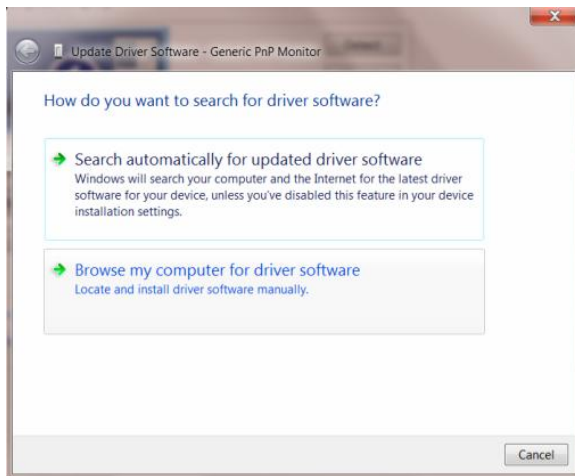 Update Driver Software - Generic PnP Monitor
How do you want to search for driver software?
Search automatically for updated driver software
Windows will search your computer and the Internet for the latest driver
software for your device, unless you've disabled this feature in your device
installation settings.
Browse my computer for driver software
Locate and install driver software manually.
Cancel